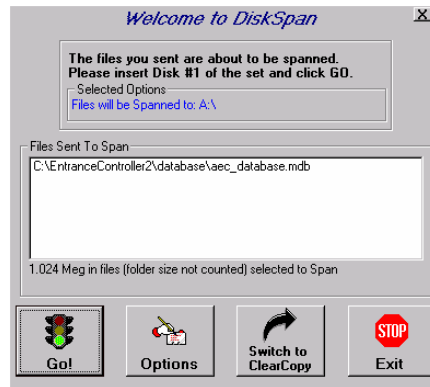 Welcome to DiskSpan
X
The files you sent are about to be spanned.
Please insert Disk #1 of the set and click GO.
Selected Options
Files will be Spanned to: A:\
Files Sent To Span
C:\EntranceController2\database\aec_database.mdb
1.024 Meg in files (folder size not counted) selected to Span
Go!
Options
Switch to
ClearCopy
STOP
Exit